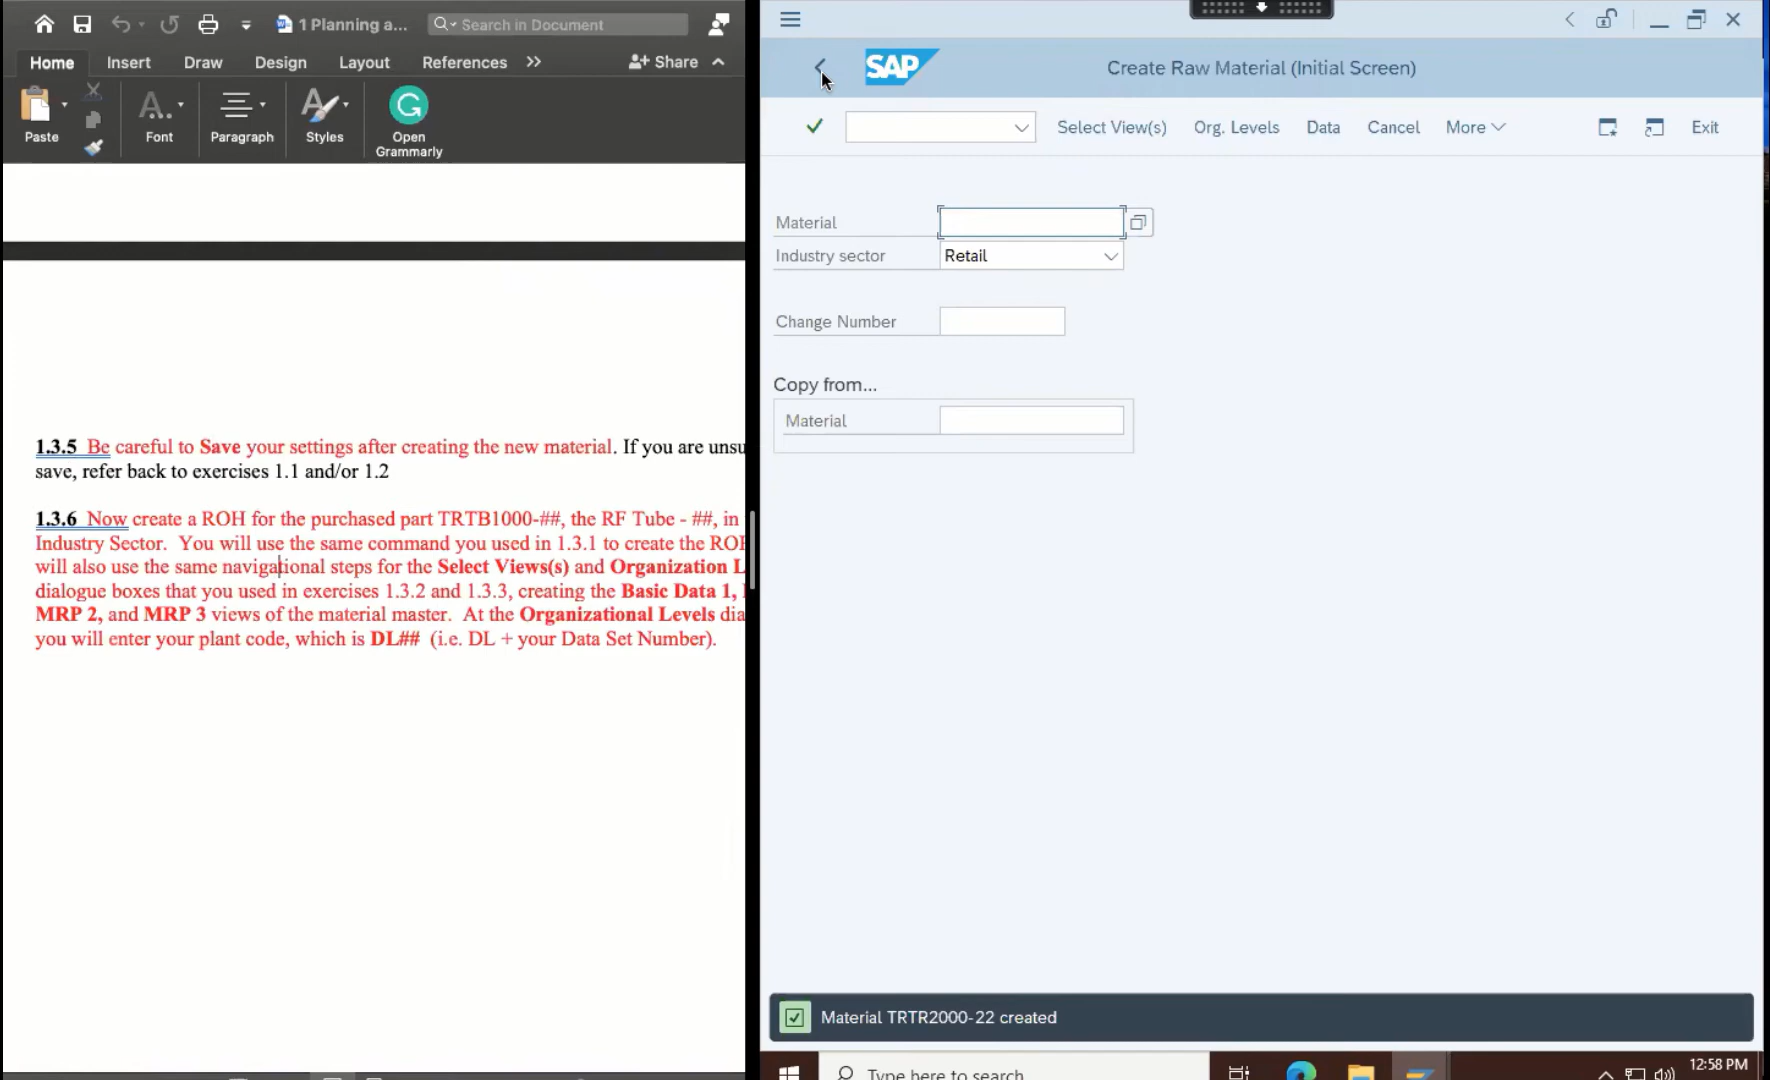 1 Planning a...
Search in Document
Home
Insert
Draw
Design
Layout
References
Share
Paste
Font
Paragraph
Styles
Open
Grammarly
1.3.5 Be careful to Save your settings after creating the new material. If you are unsu
save, refer back to exercises 1.1 and/or 1.2
1.3.6 Now create a ROH for the purchased part TRTB1000-##, the RF Tube - ##, in
Industry Sector. You will use the same command you used in 1.3.1 to create the ROH
will also use the same navigational steps for the Select Views(s) and Organization L
dialogue boxes that you used in exercises 1.3.2 and 1.3.3, creating the Basic Data 1,
MRP 2, and MRP 3 views of the material master. At the Organizational Levels dia
you will enter your plant code, which is DL## (i.e. DL + your Data Set Number).
SAP
Create Raw Material (Initial Screen)
Select View(s)
Org. Levels
Data
Cancel
More
Exit
Material
Industry sector
Retail
Change Number
Copy from...
Material
Material TRTR2000-22 created
Type here to search
12:58 PM